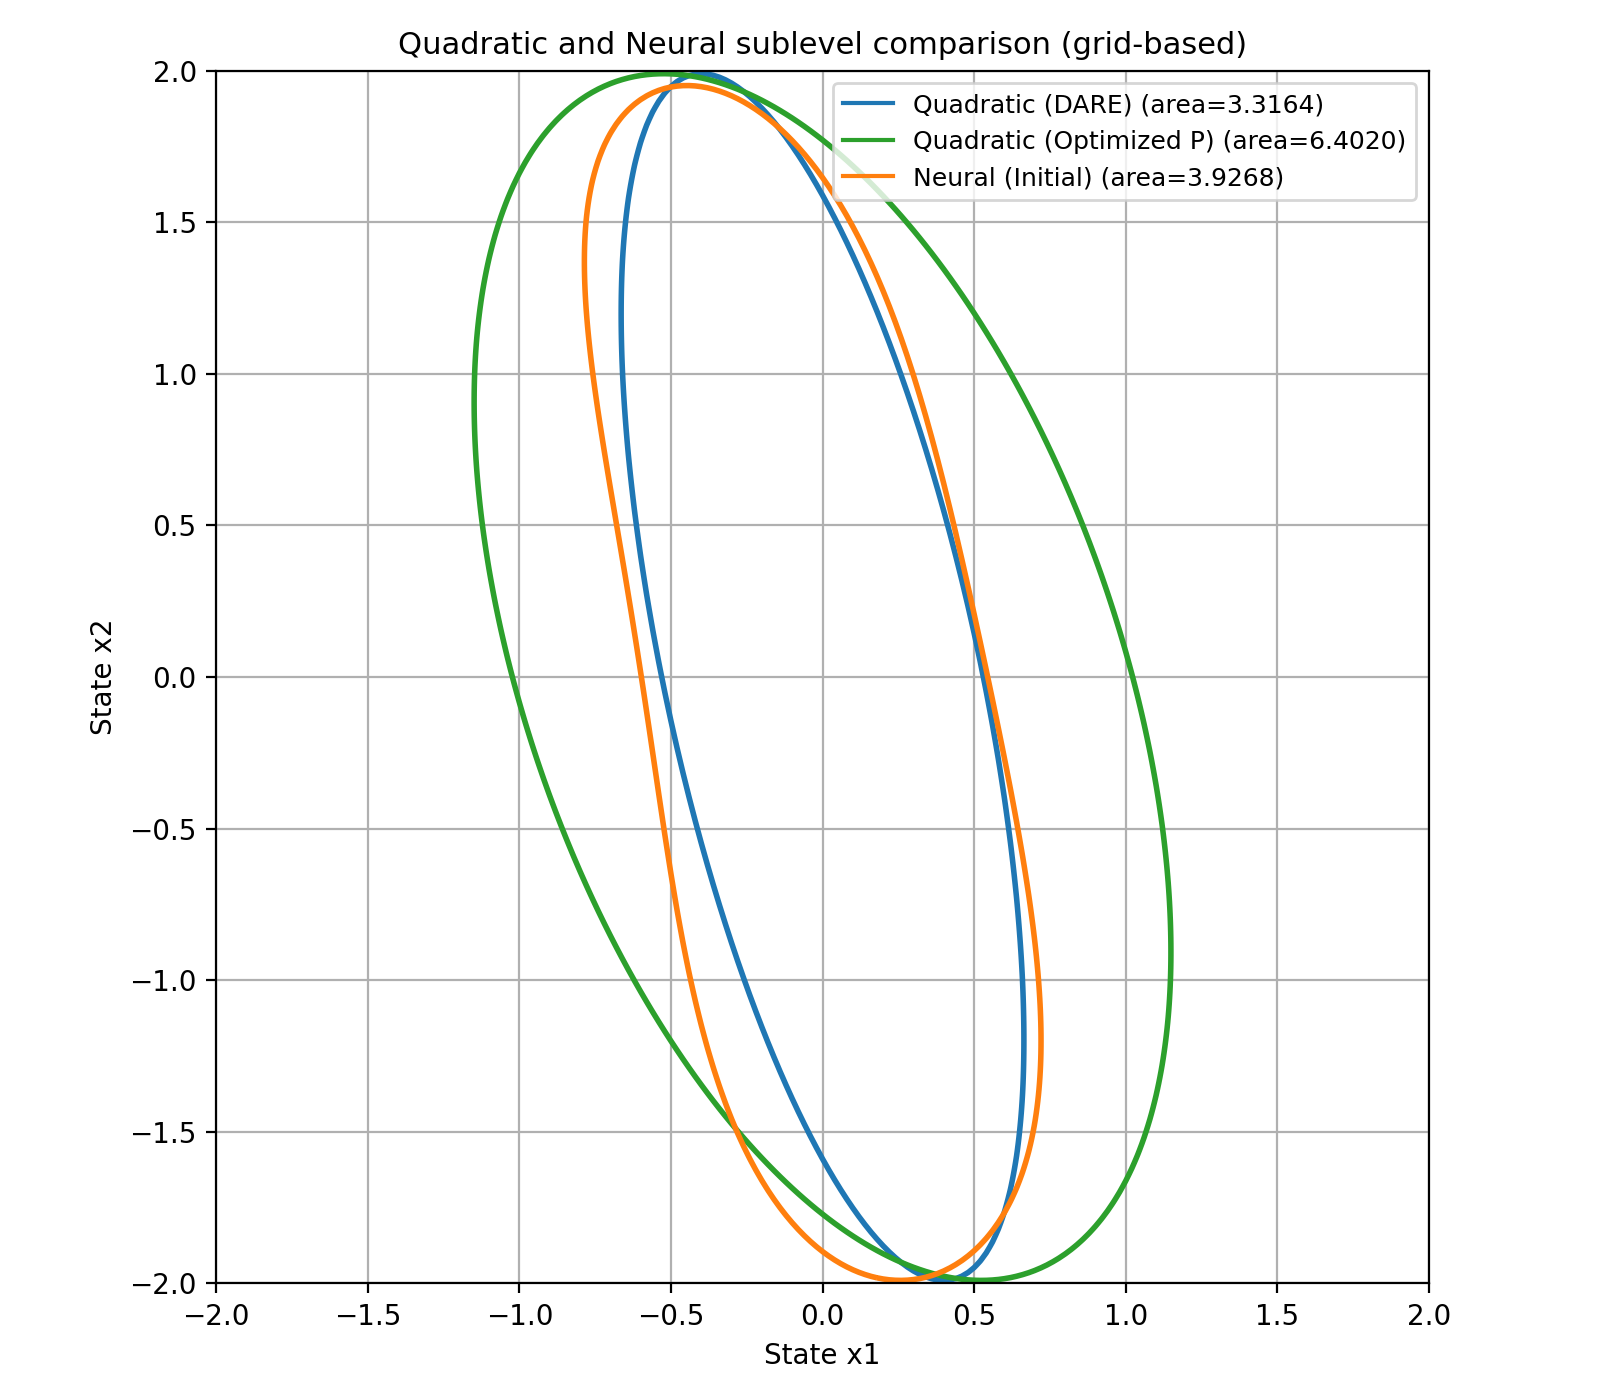 Quadratic and Neural sublevel comparison (grid-based)
Quadratic (DARE) (area=3.3164)
Quadratic (Optimized P) (area=6.4020)
Neural (Initial) (area=3.9268)
2.0
1.5
1.0
0.5
0.0
−0.5
−1.0
−1.5
−2.0
State x2
−2.0 −1.5 −1.0 −0.5 0.0 0.5 1.0 1.5 2.0
State x1